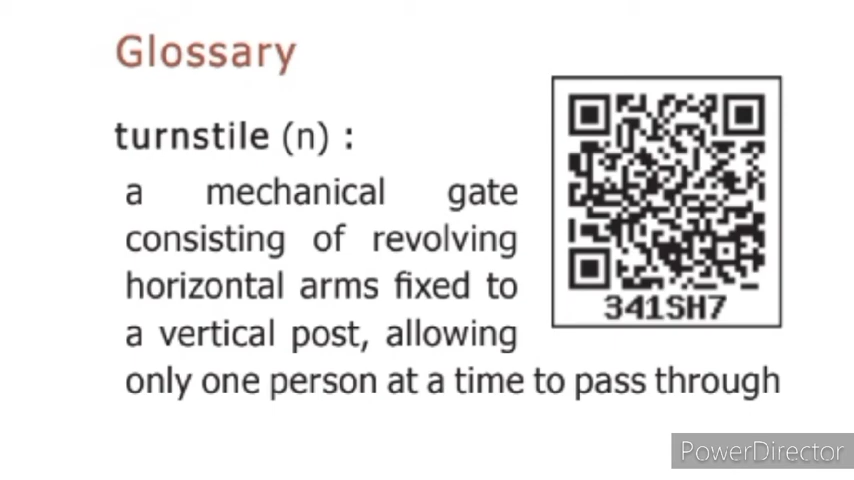 Glossary
turnstile (n) :
a mechanical gate
consisting of revolving
horizontal arms fixed to
a vertical post, allowing
only one person at a time to pass through
341SH7
PowerDirector